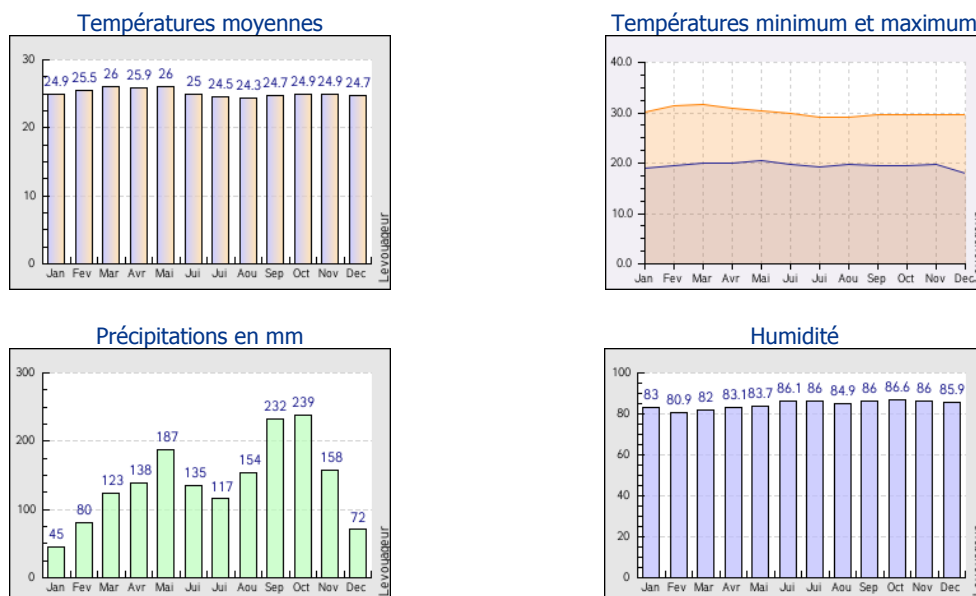 Températures moyennes
30
20
10
0
24.9 25.5 26 25.9 26 25 24.5 24.3 24.7 24.9 24.9 24.7
Jan Fev Mar Avr Mai Jui Jui Aou Sep Oct Nov Dec
Levoyageur
Températures minimum et maximum
40.0
30.0
20.0
10.0
0.0
Jan Fev Mar Avr Mai Jui Jui Aou Sep Oct Nov Dec
Précipitations en mm
300
200
100
0
45 80 123 138 187 135 117 154 232 239 158 72
Jan Fev Mar Avr Mai Jui Jui Aou Sep Oct Nov Dec
Levoyageur
Humidité
100
80
60
40
20
0
83 80.9 82 83.1 83.7 86.1 86 84.9 86 86.6 86 85.9
Jan Fev Mar Avr Mai Jui Jui Aou Sep Oct Nov Dec